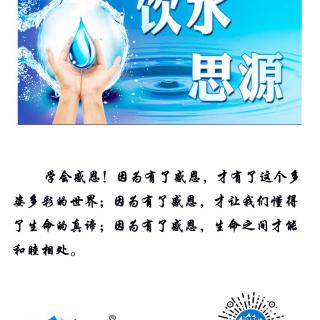 饮水
思源
学会感恩！因为有了感恩，才有了这个多
姿多彩的世界；因为有了感恩，才让我们懂得
了生命的真谛；因为有了感恩，生命之间才能
和睦相处。
®